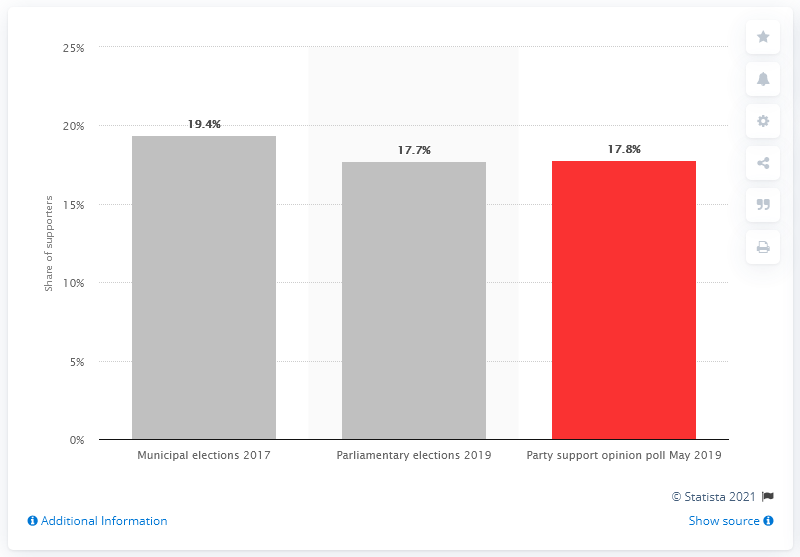 25%
20%
15%
10%
5%
0%
Share of supporters
19.4%
17.7%
17.8%
Municipal elections 2017
Parliamentary elections 2019
Party support opinion poll May 2019
© Statista 2021
Additional Information
Show source